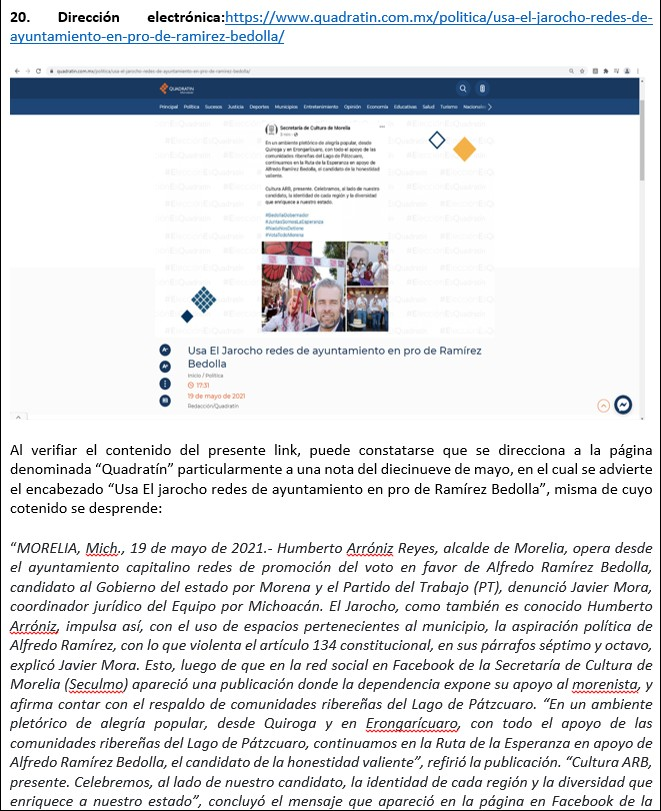 20. Dirección electrónica:https://www.quadratin.com.mx/politica/usa-el-jarocho-redes-de-
ayuntamiento-en-pro-de-ramirez-bedolla/
quadratin.com.mx/politica/usa-el-jarocho-redes-de-ayuntamiento-en-pro-de-ramirez-bedolla/
QUADRATIN
Principal Política Sucesos Justicia Deportes Municipios Entretenimiento Opinión Economía Educativas Salud Turismo
Secretaría de Cultura de Morelia
En un ambiente pletórico de alegría popular, desde
Quiroga y en Erongarícuaro, con todo el apoyo de las
comunidades ribereñas del Lago de Pátzcuaro,
continuamos en la Ruta de la Esperanza en apoyo de
Alfredo Ramírez Bedolla, el candidato de la honestidad
valiente.
Cultura ARB, presente. Celebremos, al lado de nuestro
candidato, la identidad de cada región y la diversidad
que enriquece a nuestro estado.
#BedollaGobernador
#JuntosSomosLaEsperanza
Usa El Jarocho redes de ayuntamiento en pro de Ramírez
Bedolla
Inicio / Política
17:31
19 de mayo de 2021
Redacción/Quadratín
Al verificar el contenido del presente link, puede constatarse que se direcciona a la página
denominada “Quadratín” particularmente a una nota del diecinueve de mayo, en el cual se advierte
el encabezado “Usa El jarocho redes de ayuntamiento en pro de Ramírez Bedolla”, misma de cuyo
cotenido se desprende:
“MORELIA, Mich., 19 de mayo de 2021.- Humberto Arróniz Reyes, alcalde de Morelia, opera desde
el ayuntamiento capitalino redes de promoción del voto en favor de Alfredo Ramírez Bedolla,
candidato al Gobierno del estado por Morena y el Partido del Trabajo (PT), denunció Javier Mora,
coordinador jurídico del Equipo por Michoacán. El Jarocho, como también es conocido Humberto
Arróniz, impulsa así, con el uso de espacios pertenecientes al municipio, la aspiración política de
Alfredo Ramírez, con lo que violenta el artículo 134 constitucional, en sus párrafos séptimo y octavo,
explicó Javier Mora. Esto, luego de que en la red social en Facebook de la Secretaría de Cultura de
Morelia (Seculmo) apareció una publicación donde la dependencia expone su apoyo al morenista, y
afirma contar con el respaldo de comunidades ribereñas del Lago de Pátzcuaro. “En un ambiente
pletórico de alegría popular, desde Quiroga y en Erongarícuaro, con todo el apoyo de las
comunidades ribereñas del Lago de Pátzcuaro, continuamos en la Ruta de la Esperanza en apoyo de
Alfredo Ramírez Bedolla, el candidato de la honestidad valiente”, refirió la publicación. “Cultura ARB,
presente. Celebremos, al lado de nuestro candidato, la identidad de cada región y la diversidad que
enriquece a nuestro estado”, concluyó el mensaje que apareció en la página en Facebook de la